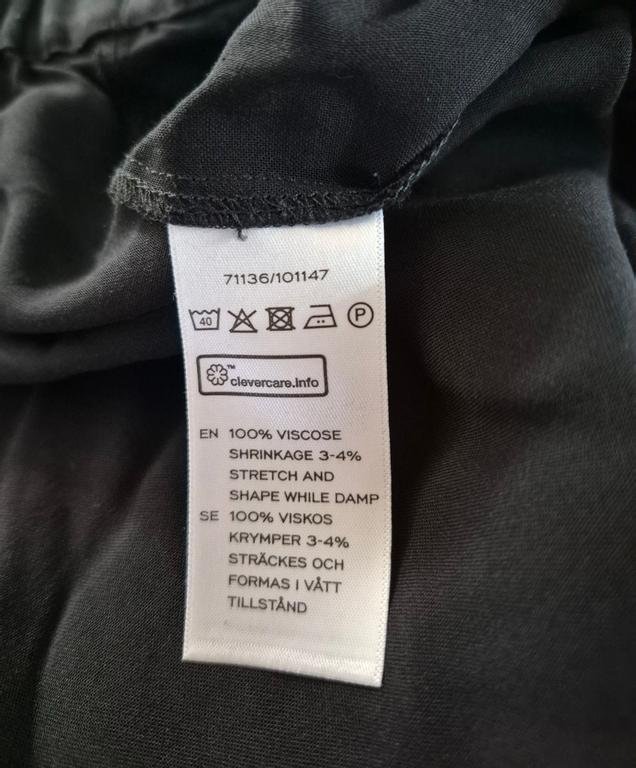 71136/101147
40 P
clevercare.info™
EN 100% VISCOSE
SHRINKAGE 3-4%
STRETCH AND
SHAPE WHILE DAMP
SE 100% VISKOS
KRYMPER 3-4%
STRÄCKES OCH
FORMAS I VÅTT
TILLSTÅND